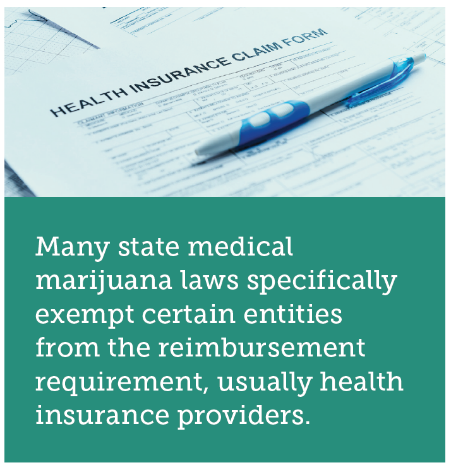 HEALTH INSURANCE CLAIM FORM
Many state medical
marijuana laws specifically
exempt certain entities
from the reimbursement
requirement, usually health
insurance providers.